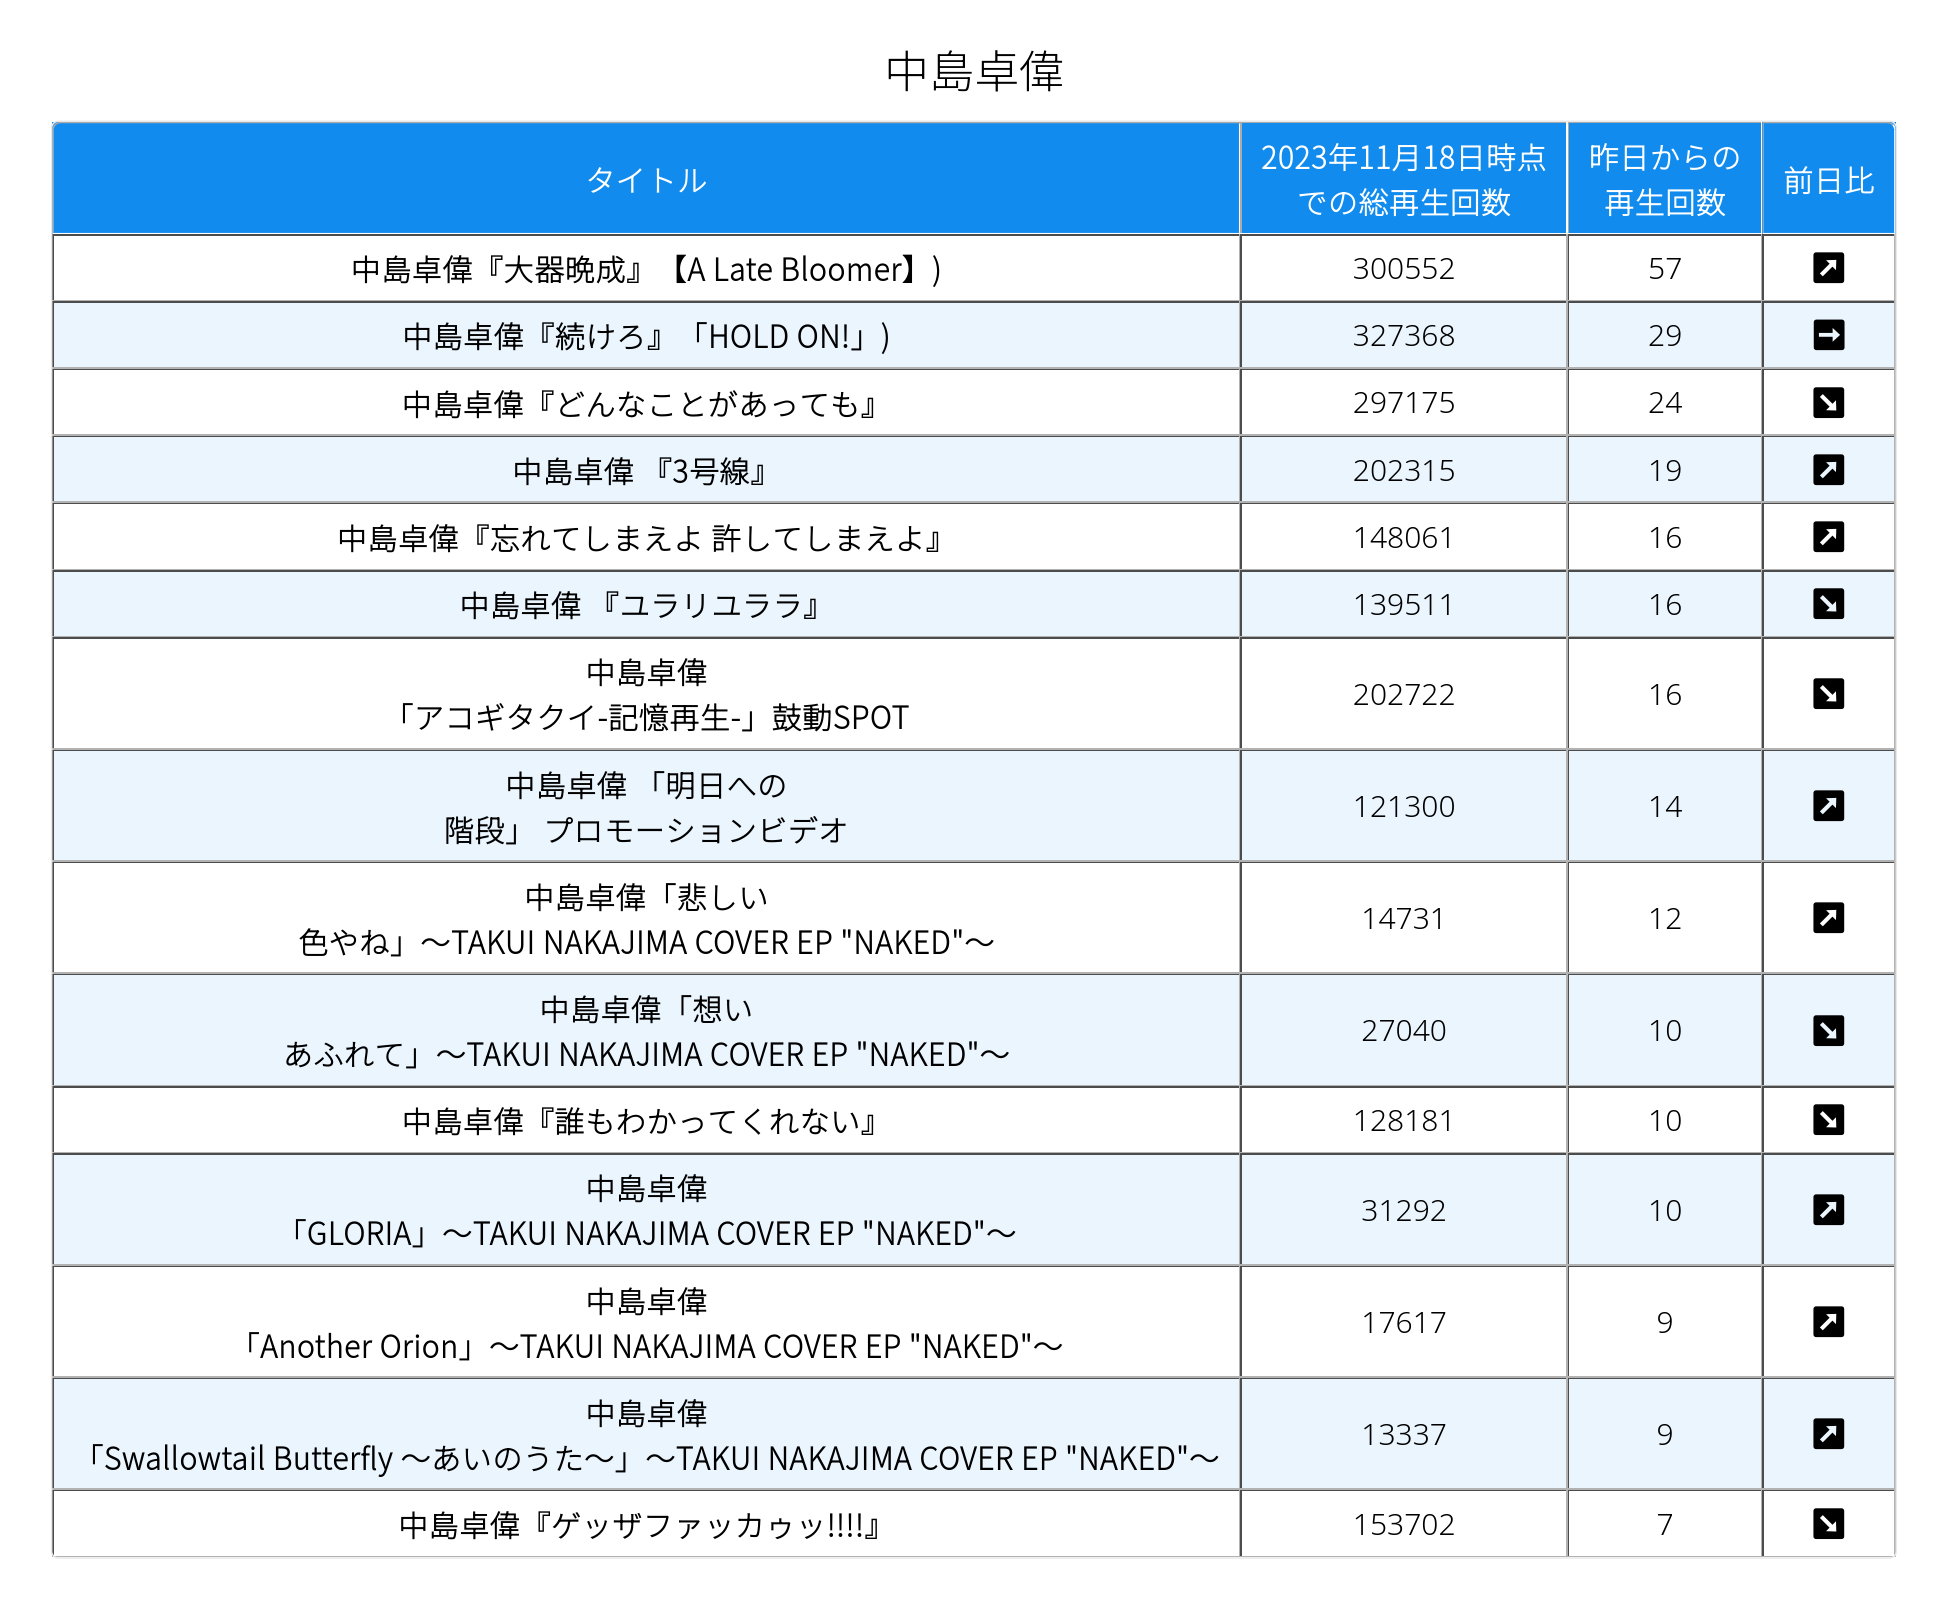 中島卓偉
タイトル
2023年11月18日時点
での総再生回数
昨日からの
再生回数
前日比
中島卓偉『大器晩成』【A Late Bloomer】)
300552
57
中島卓偉『続けろ』「HOLD ON!」)
327368
29
中島卓偉『どんなことがあっても』
297175
24
中島卓偉 『3号線』
202315
19
中島卓偉『忘れてしまえよ 許してしまえよ』
148061
16
中島卓偉 『ユラリユララ』
139511
16
中島卓偉
「アコギタクイ-記憶再生-」鼓動SPOT
202722
16
中島卓偉 「明日への
階段」 プロモーションビデオ
121300
14
中島卓偉「悲しい
色やね」〜TAKUI NAKAJIMA COVER EP "NAKED"〜
14731
12
中島卓偉「想い
あふれて」〜TAKUI NAKAJIMA COVER EP "NAKED"〜
27040
10
中島卓偉『誰もわかってくれない』
128181
10
中島卓偉
「GLORIA」〜TAKUI NAKAJIMA COVER EP "NAKED"〜
31292
10
中島卓偉
「Another Orion」〜TAKUI NAKAJIMA COVER EP "NAKED"〜
17617
9
中島卓偉
「Swallowtail Butterfly 〜あいのうた〜」〜TAKUI NAKAJIMA COVER EP "NAKED"〜
13337
9
中島卓偉『ゲッザファッカゥッ!!!!』
153702
7